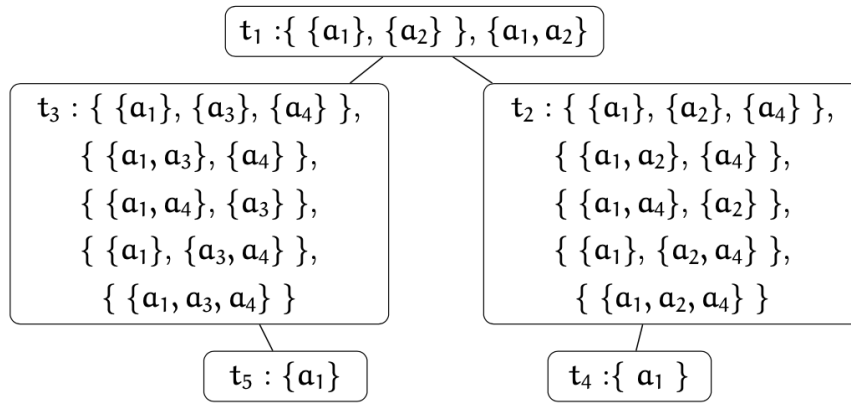 t₁ :{ {a₁}, {a₂} }, {a₁, a₂}
t₃ : { {a₁}, {a₃}, {a₄} },
{ {a₁, a₃}, {a₄} },
{ {a₁, a₄}, {a₃} },
{ {a₁}, {a₃, a₄} },
{ {a₁, a₃, a₄} }
t₂ : { {a₁}, {a₂}, {a₄} },
{ {a₁, a₂}, {a₄} },
{ {a₁, a₄}, {a₂} },
{ {a₁}, {a₂, a₄} },
{ {a₁, a₂, a₄} }
t₅ : {a₁}
t₄ :{ a₁ }